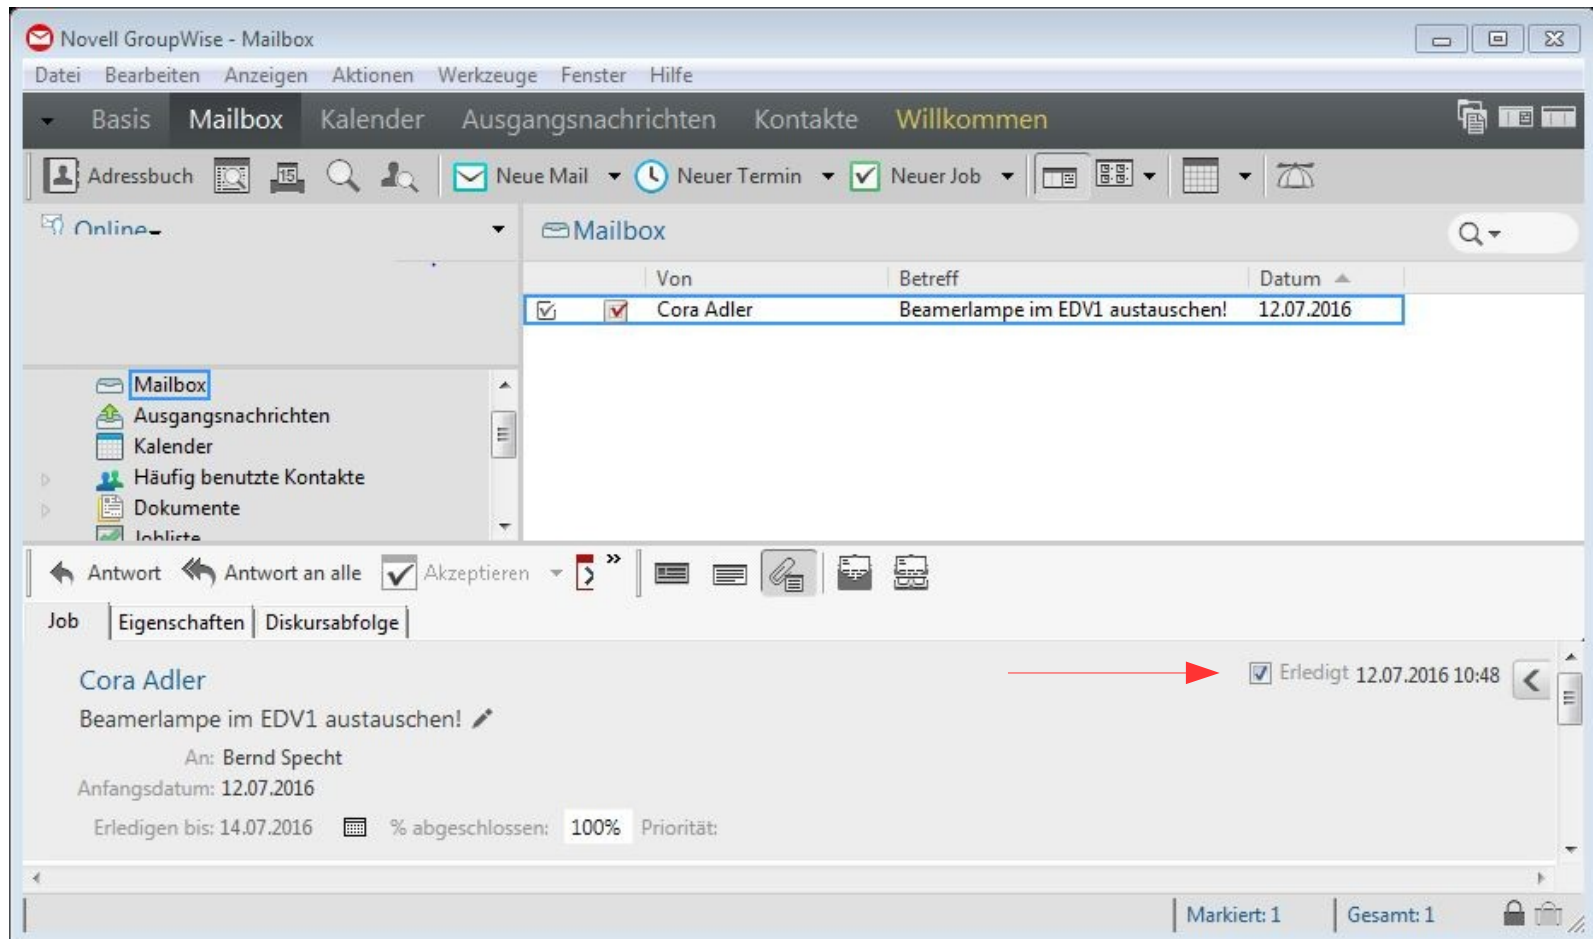 Novell GroupWise - Mailbox
Datei Bearbeiten Anzeigen Aktionen Werkzeuge Fenster Hilfe
Basis Mailbox Kalender Ausgangsnachrichten Kontakte Willkommen
Adressbuch 15 Neue Mail Neuer Termin Neuer Job
Online
Mailbox
Von Betreff Datum
Cora Adler Beamerlampe im EDV1 austauschen! 12.07.2016
Mailbox
Ausgangsnachrichten
Kalender
Häufig benutzte Kontakte
Dokumente
Jobliste
Antwort Antwort an alle Akzeptieren »
Job Eigenschaften Diskursabfolge
Cora Adler
Erledigt 12.07.2016 10:48
Beamerlampe im EDV1 austauschen!
An: Bernd Specht
Anfangsdatum: 12.07.2016
Erledigen bis: 14.07.2016 % abgeschlossen: 100% Priorität:
Markiert: 1 Gesamt: 1